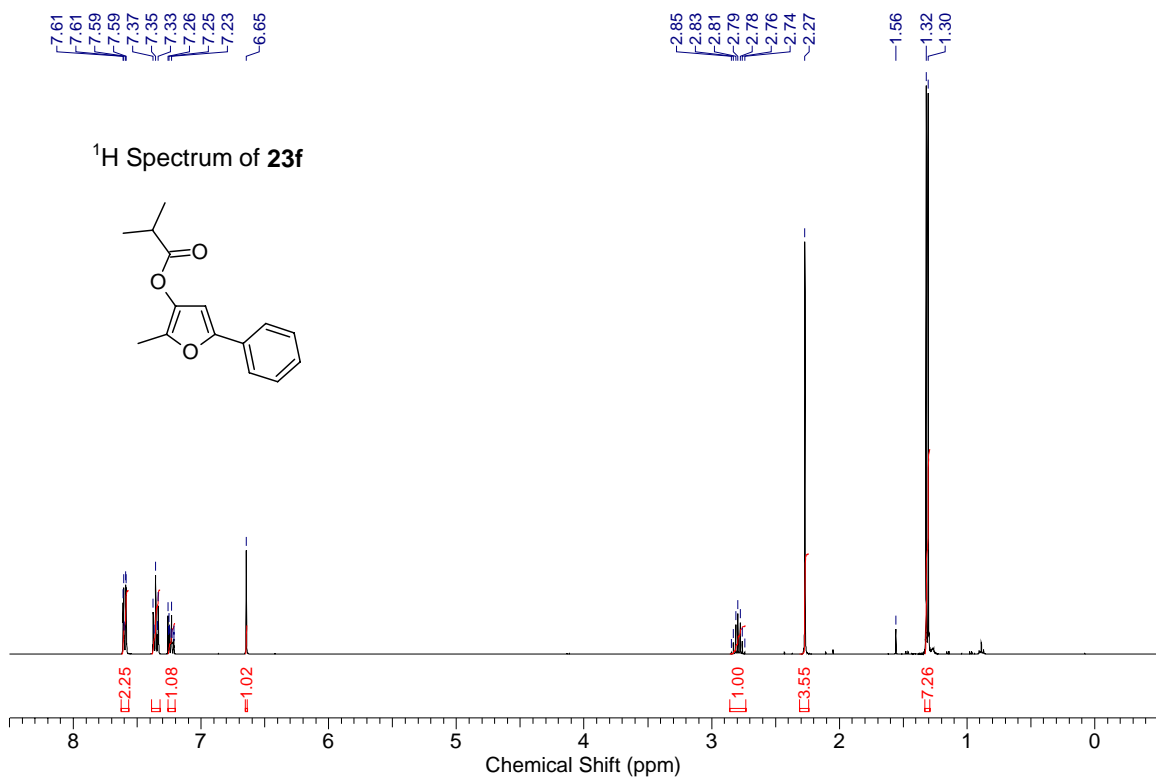 7.61 7.61 7.59 7.59 7.37 7.35 7.33 7.26 7.25 7.23 6.65 2.85 2.83 2.81 2.79 2.78 2.76 2.74 2.27 1.56 1.32 1.30
¹H Spectrum of 23f
O
O
O
2.25 1.08 1.02 1.00 3.55 7.26
8 7 6 5 4 3 2 1 0
Chemical Shift (ppm)